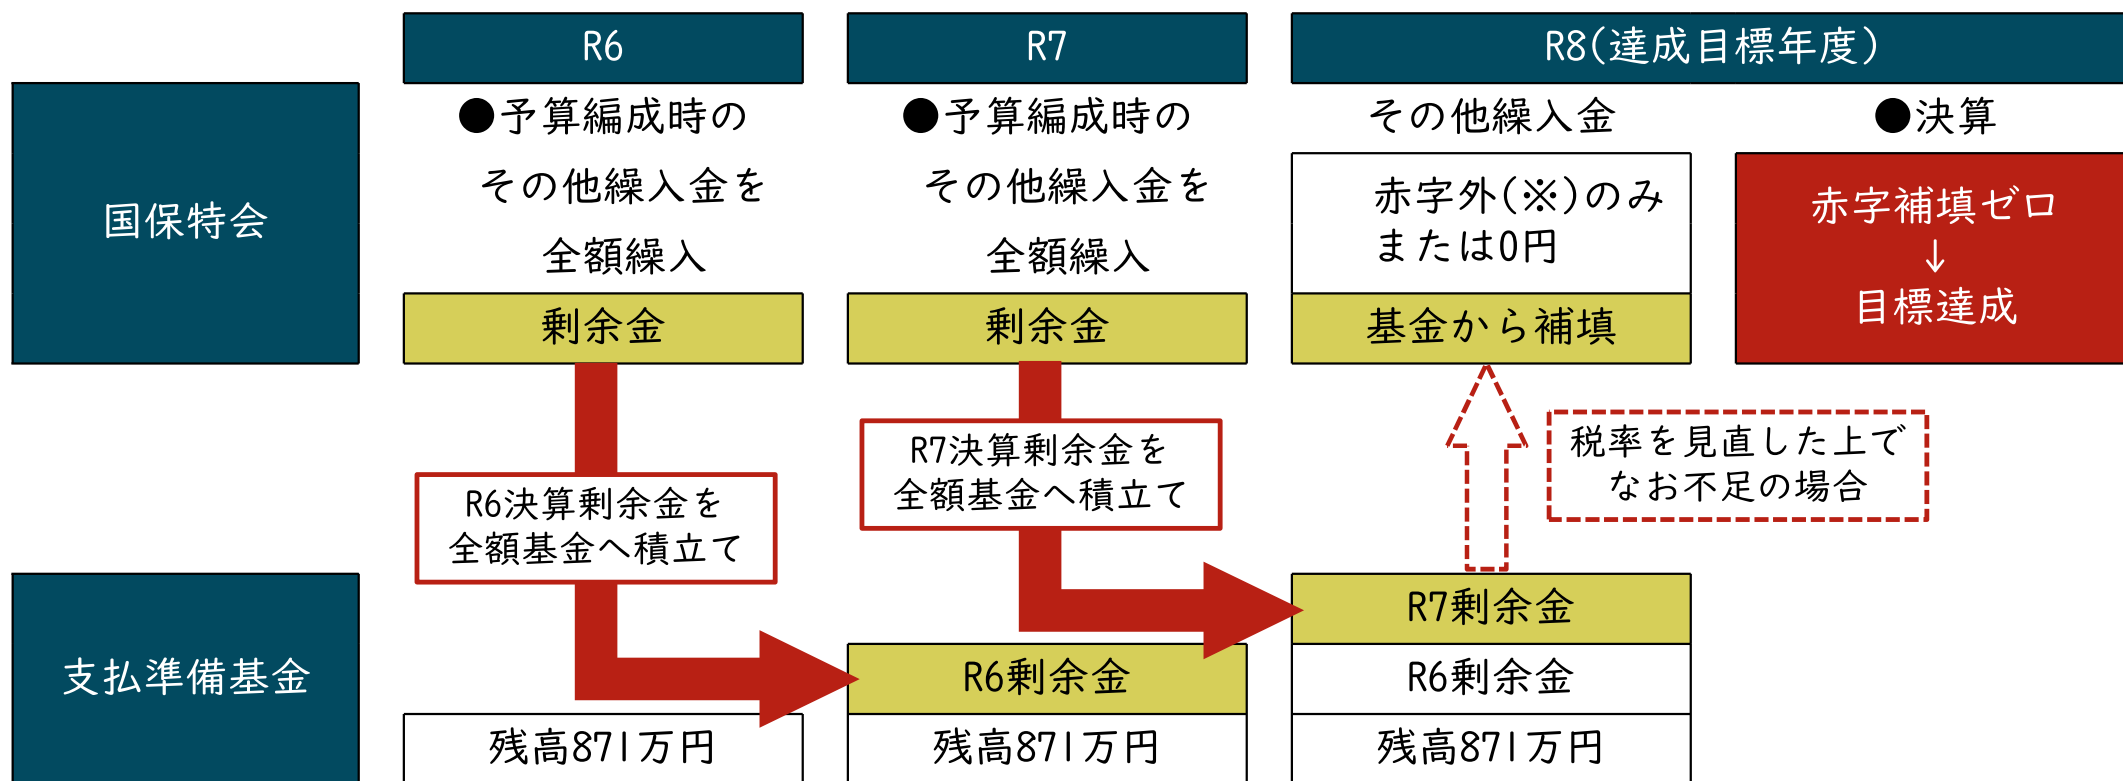 R6
R7
R8(達成目標年度)
国保特会
●予算編成時の
その他繰入金を
全額繰入
剰余金
●予算編成時の
その他繰入金を
全額繰入
剰余金
その他繰入金
赤字外(※)のみ
または0円
基金から補填
●決算
赤字補填ゼロ
↓
目標達成
R6決算剰余金を
全額基金へ積立て
R7決算剰余金を
全額基金へ積立て
税率を見直した上で
なお不足の場合
支払準備基金
残高871万円
R6剰余金
残高871万円
R7剰余金
R6剰余金
残高871万円